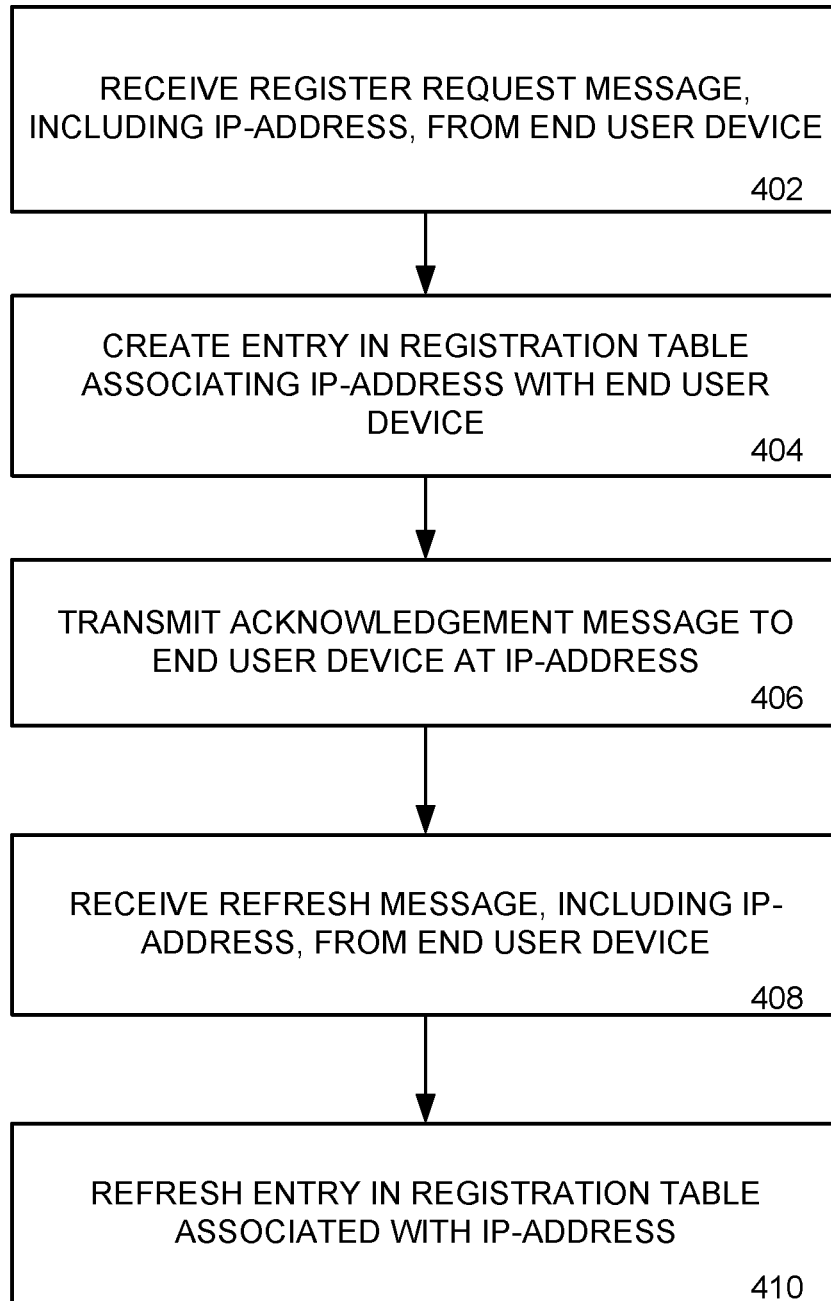 RECEIVE REGISTER REQUEST MESSAGE,
INCLUDING IP-ADDRESS, FROM END USER DEVICE
402
CREATE ENTRY IN REGISTRATION TABLE
ASSOCIATING IP-ADDRESS WITH END USER
DEVICE
404
TRANSMIT ACKNOWLEDGEMENT MESSAGE TO
END USER DEVICE AT IP-ADDRESS
406
RECEIVE REFRESH MESSAGE, INCLUDING IP-
ADDRESS, FROM END USER DEVICE
408
REFRESH ENTRY IN REGISTRATION TABLE
ASSOCIATED WITH IP-ADDRESS
410